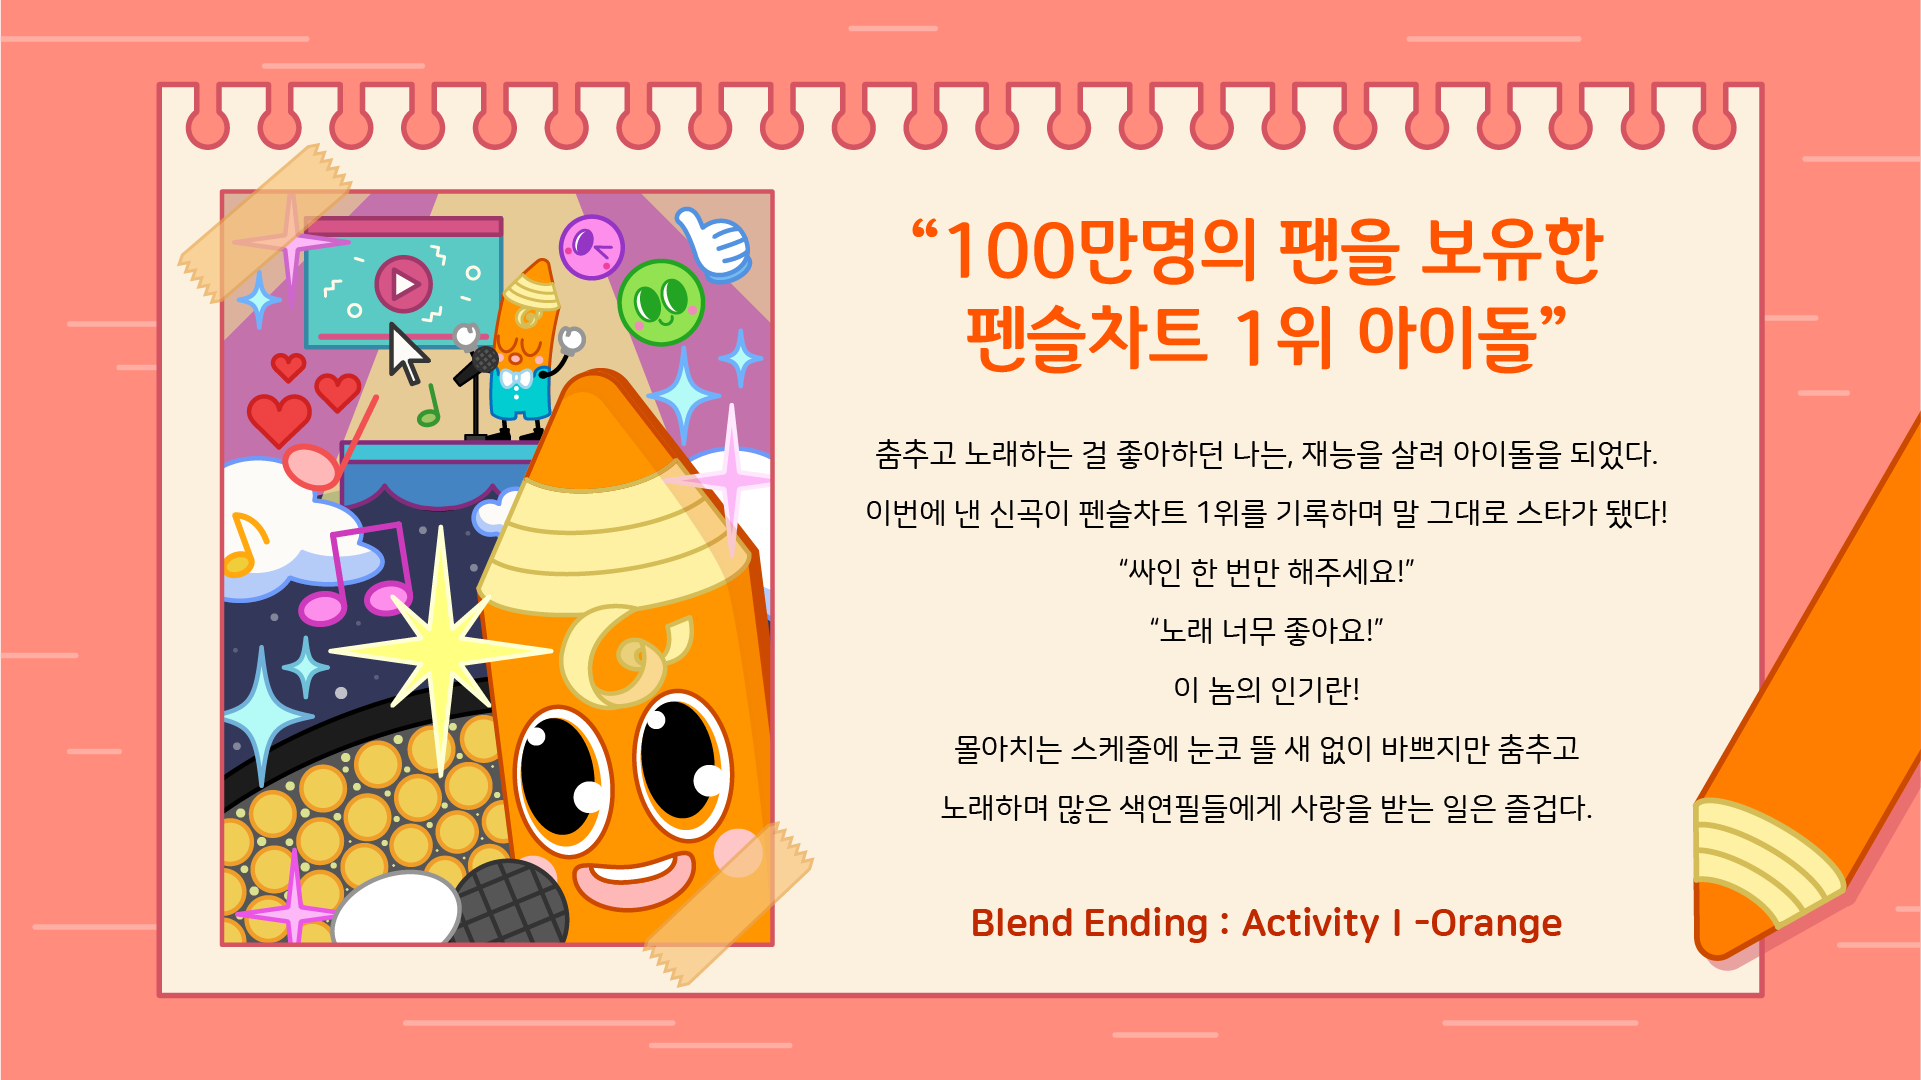 “100만명의 팬을 보유한
펜슬차트 1위 아이돌”
춤추고 노래하는 걸 좋아하던 나는, 재능을 살려 아이돌을 되었다.
이번에 낸 신곡이 펜슬차트 1위를 기록하며 말 그대로 스타가 됐다!
“싸인 한 번만 해주세요!”
“노래 너무 좋아요!”
이 놈의 인기란!
몰아치는 스케줄에 눈코 뜰 새 없이 바쁘지만 춤추고
노래하며 많은 색연필들에게 사랑을 받는 일은 즐겁다.
Blend Ending : Activity I -Orange